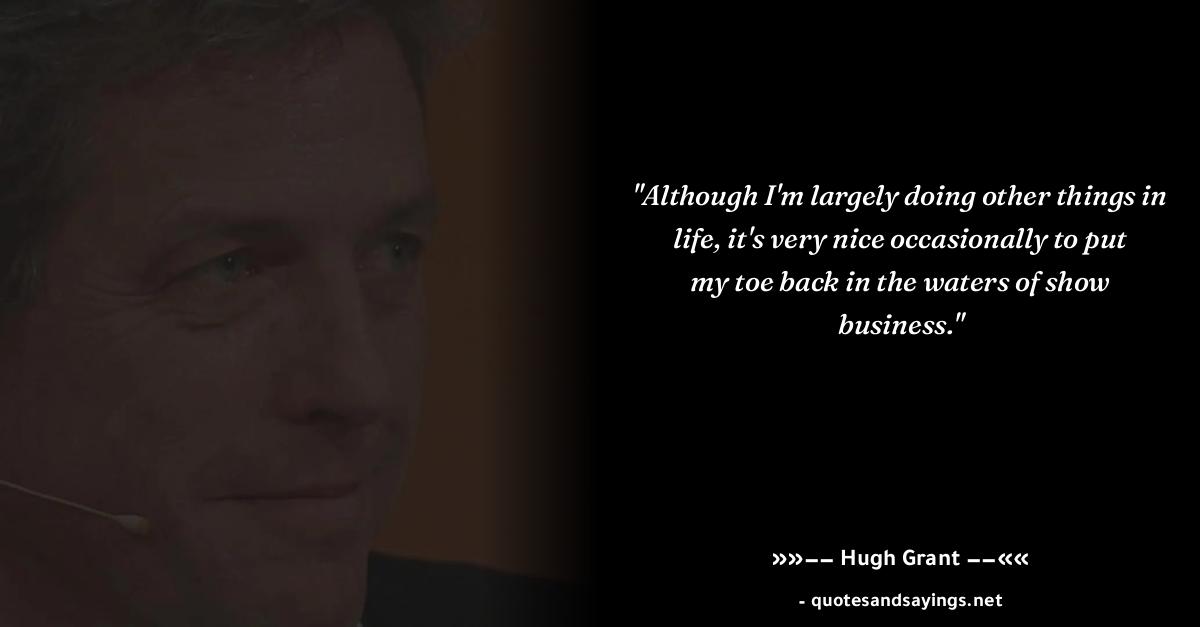 "Although I'm largely doing other things in
life, it's very nice occasionally to put
my toe back in the waters of show
business."
»»–– Hugh Grant ––««
- quotesandsayings.net